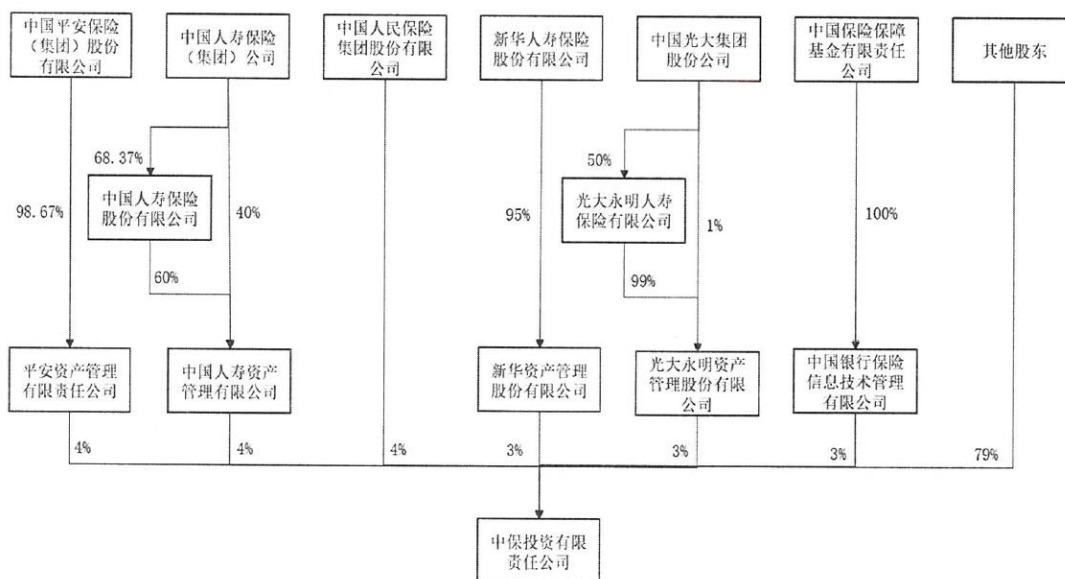 中国平安保险
（集团）股份
有限公司
中国人寿保险
（集团）公司
中国人民保险
集团股份有限
公司
新华人寿保险
股份有限公司
中国光大集团
股份公司
中国保险保障
基金有限责任
公司
其他股东
68.37%
50%
中国人寿保险
股份有限公司
光大永明人寿
保险有限公司
98.67%
40%
95%
1%
100%
60%
99%
平安资产管理
有限责任公司
中国人寿资产
管理有限公司
新华资产管理
股份有限公司
光大永明资产
管理股份有限
公司
中国银行保险
信息技术管理
有限公司
4%
4%
4%
3%
3%
3%
79%
中保投资有限
责任公司